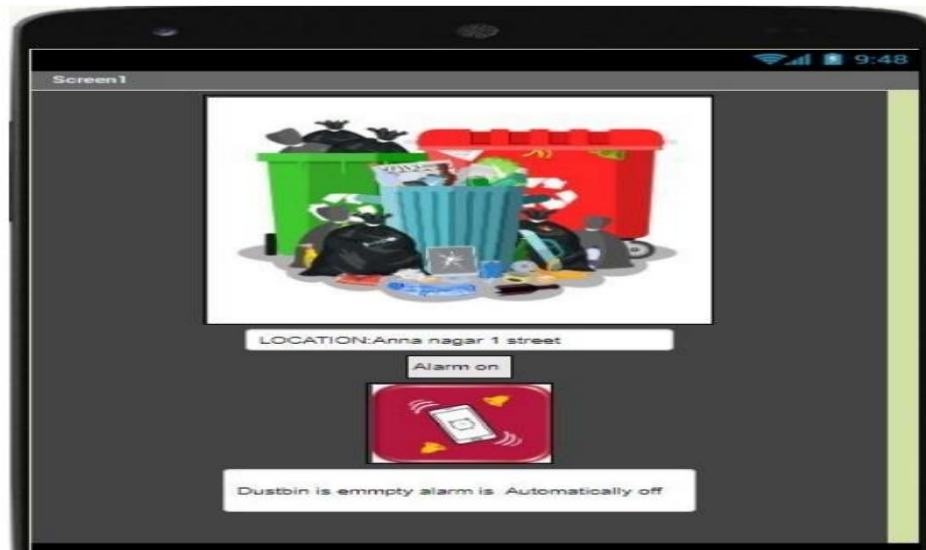 9:48
Screen1
LOCATION:Anna nagar 1 street
Alarm on
Dustbin is emmpty alarm is Automatically off